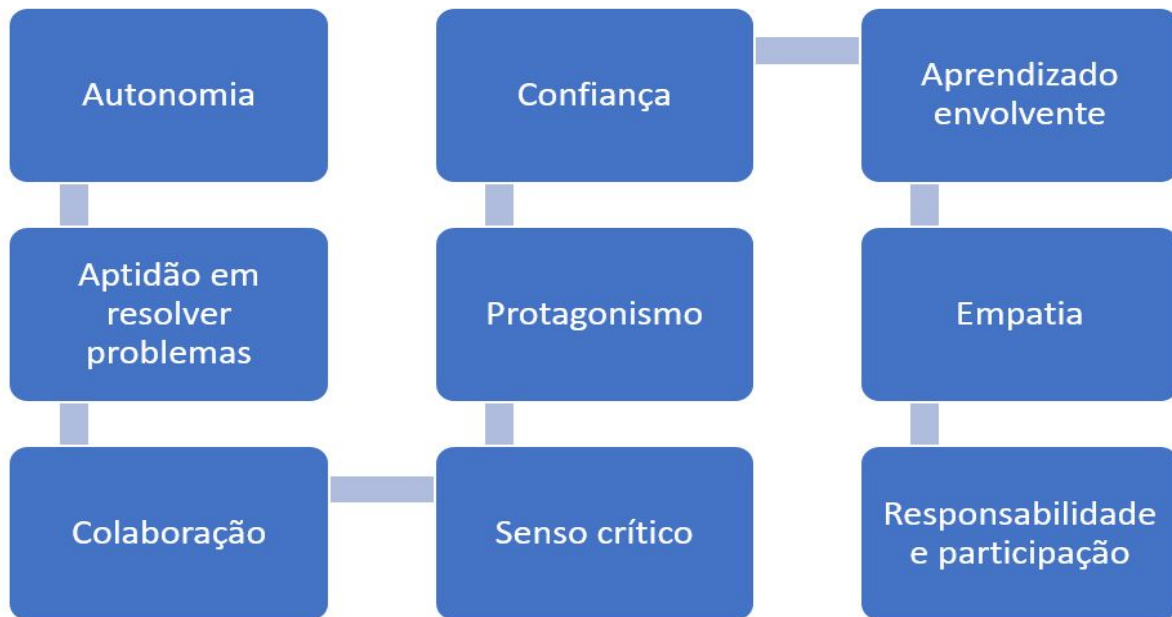 Autonomia
Aptidão em
resolver
problemas
Colaboração
Senso crítico
Protagonismo
Confiança
Aprendizado
envolvente
Empatia
Responsabilidade
e participação